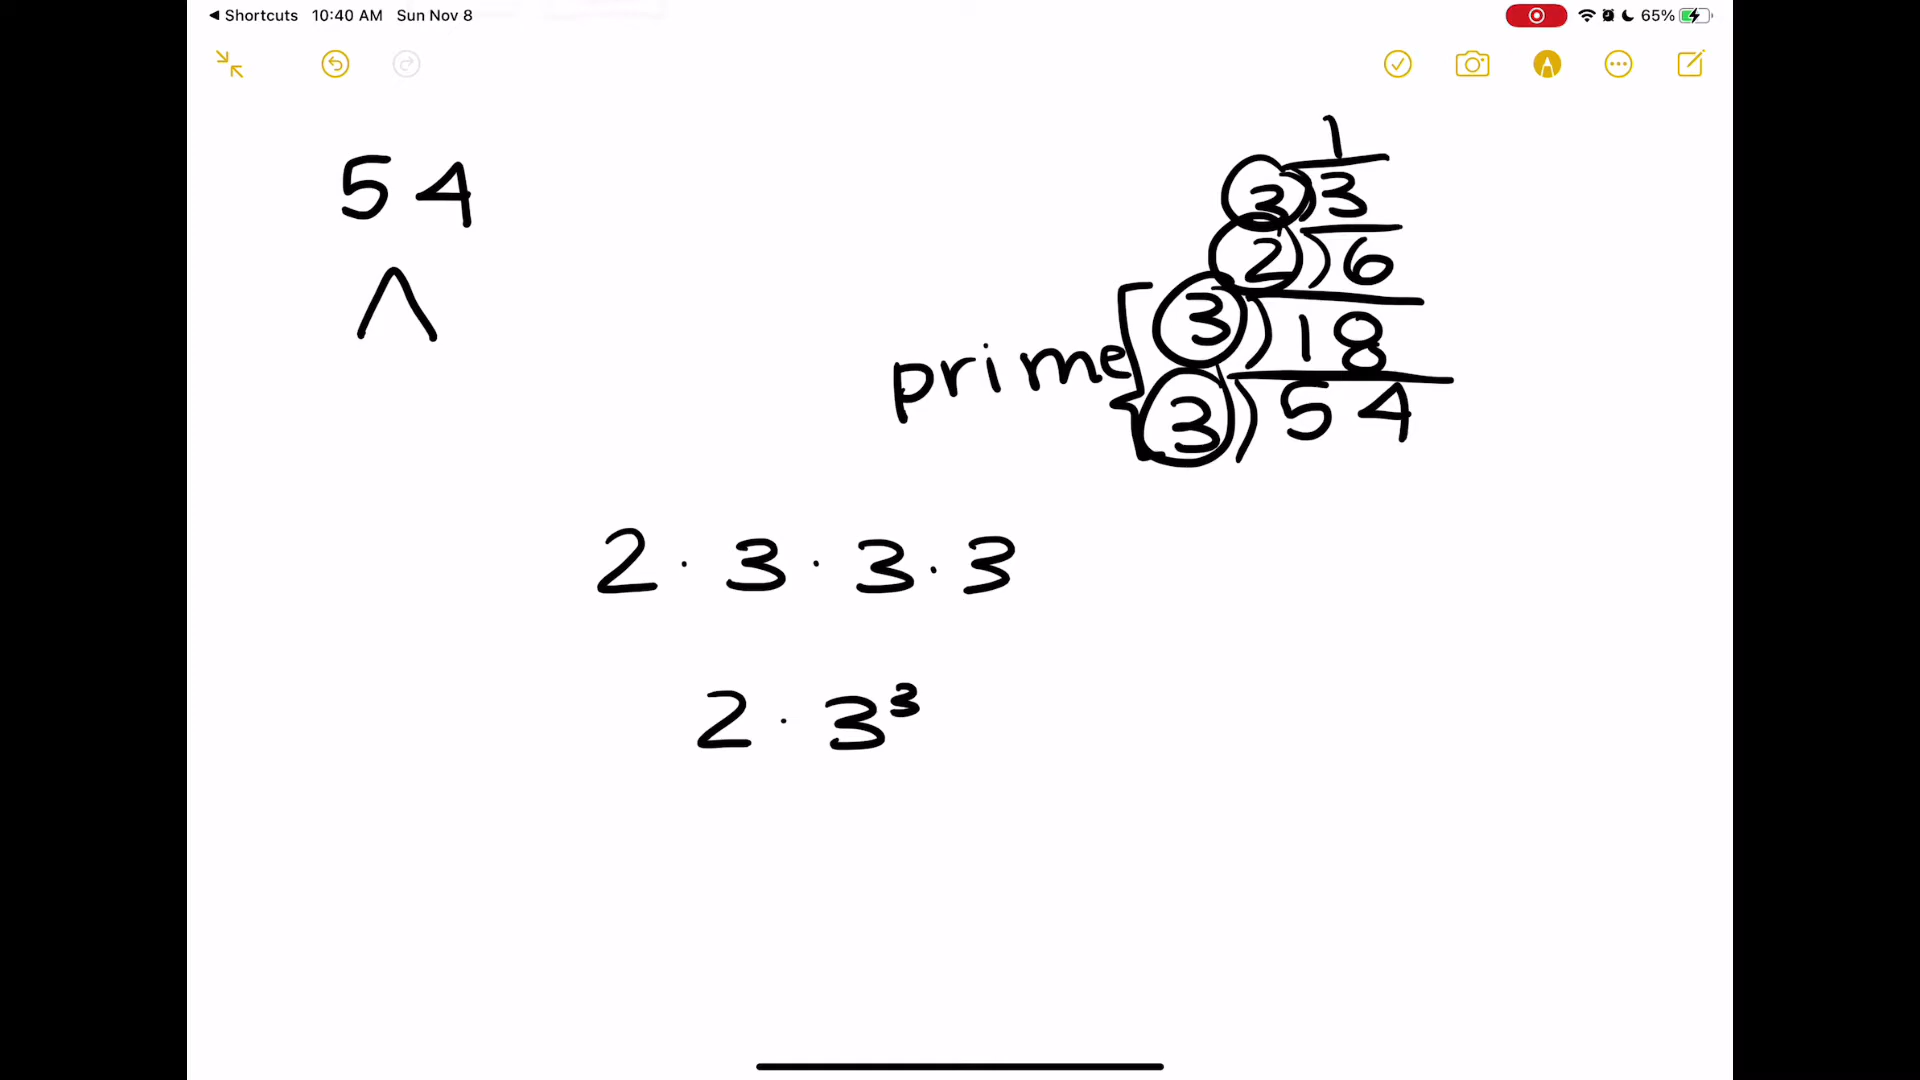 Shortcuts 10:40 AM Sun Nov 8 65%
54
1
3)3
2)6
3)18
3)54
prime
2 · 3 · 3 · 3
2 · 3³